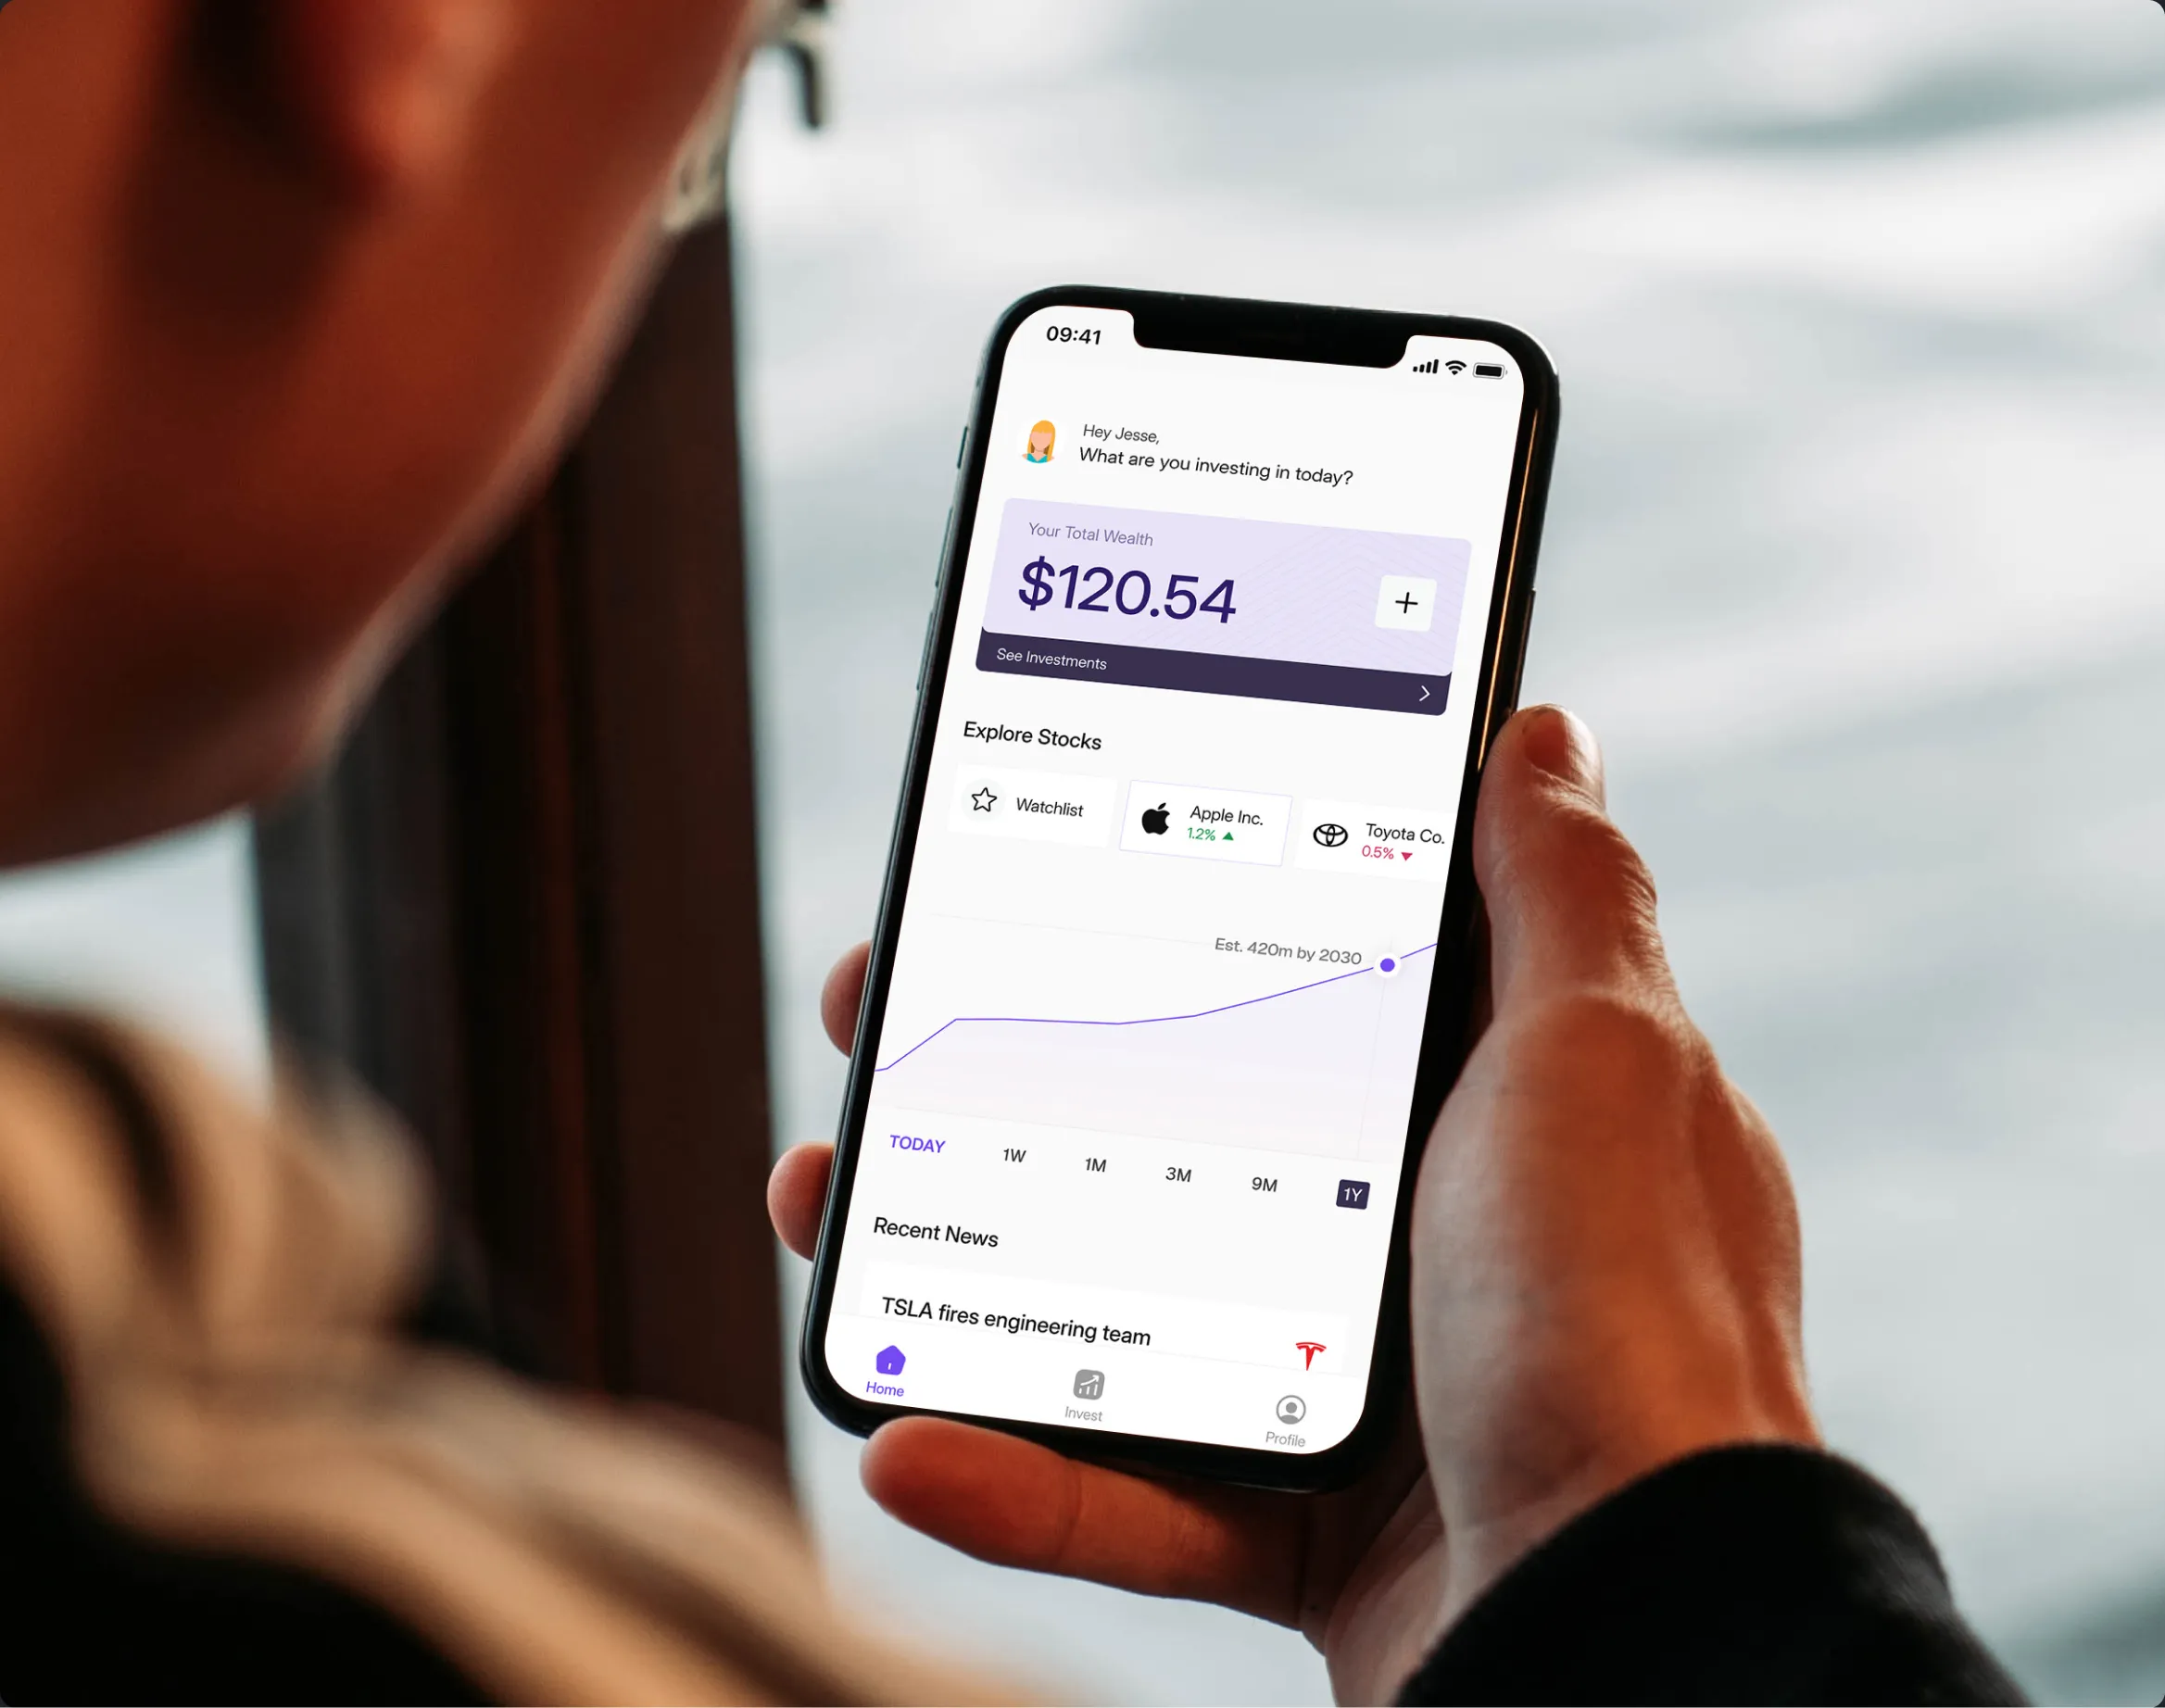 09:41
Hey Jesse,
What are you investing in today?
Your Total Wealth
$120.54
See Investments
Explore Stocks
Watchlist
Apple Inc.
1.2%
Toyota Co.
0.5%
Est. 420m by 2030
TODAY 1W 1M 3M 9M 1Y
Recent News
TSLA fires engineering team
Home Invest Profile